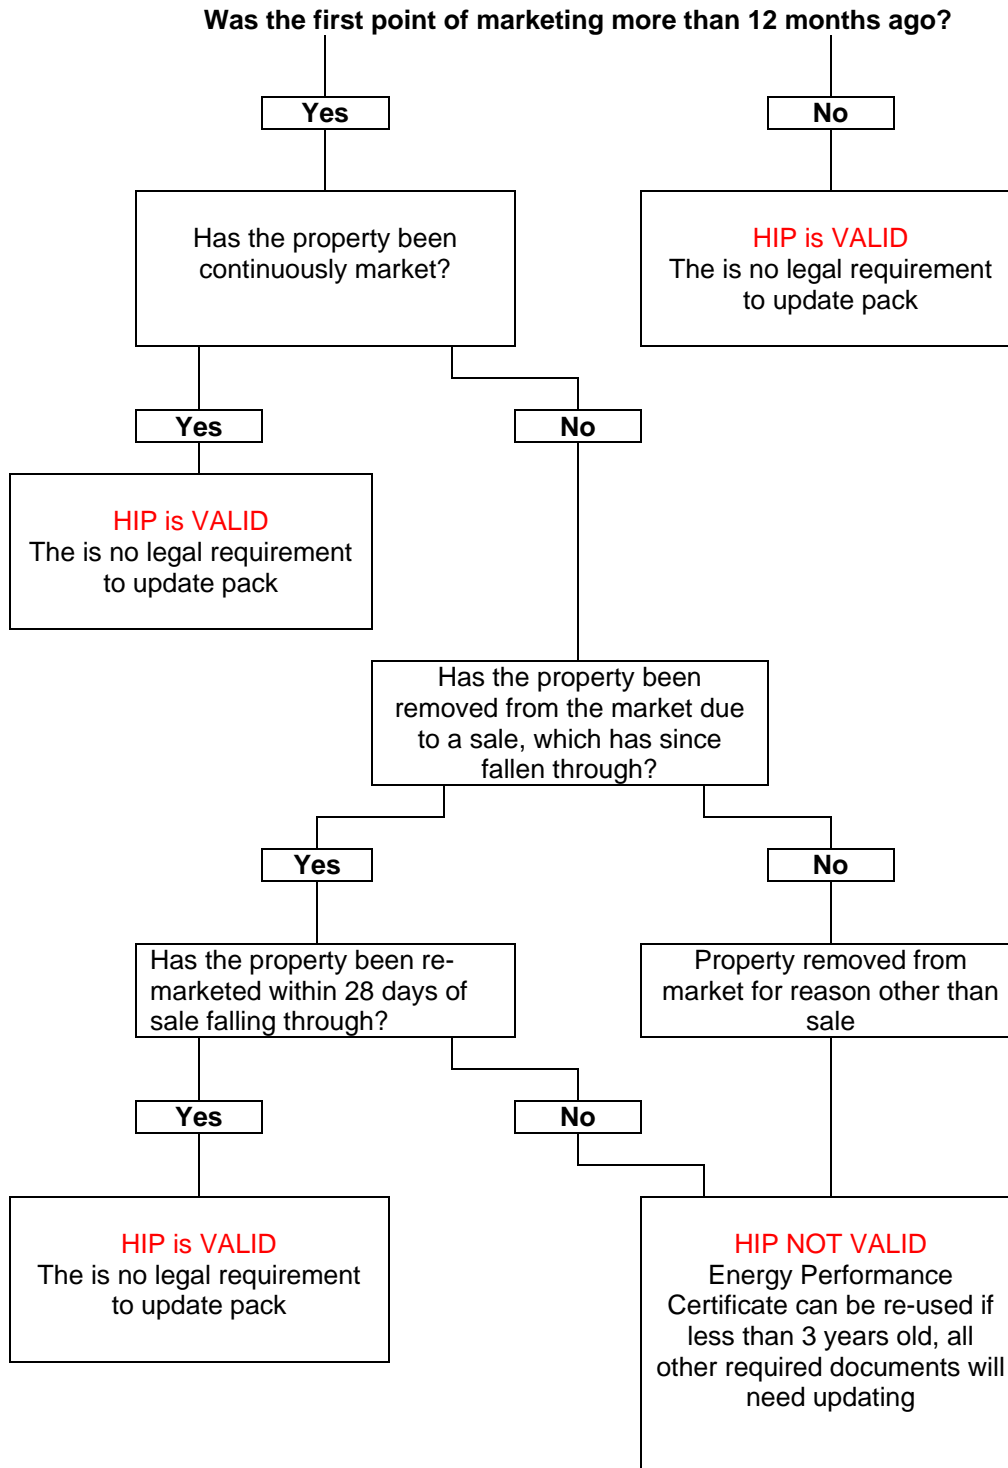 Was the first point of marketing more than 12 months ago?
Yes
No
Has the property been
continuously market?
HIP is VALID
The is no legal requirement
to update pack
Yes
No
HIP is VALID
The is no legal requirement
to update pack
Has the property been
removed from the market due
to a sale, which has since
fallen through?
Yes
No
Has the property been re-
marketed within 28 days of
sale falling through?
Property removed from
market for reason other than
sale
Yes
No
HIP is VALID
The is no legal requirement
to update pack
HIP NOT VALID
Energy Performance
Certificate can be re-used if
less than 3 years old, all
other required documents will
need updating